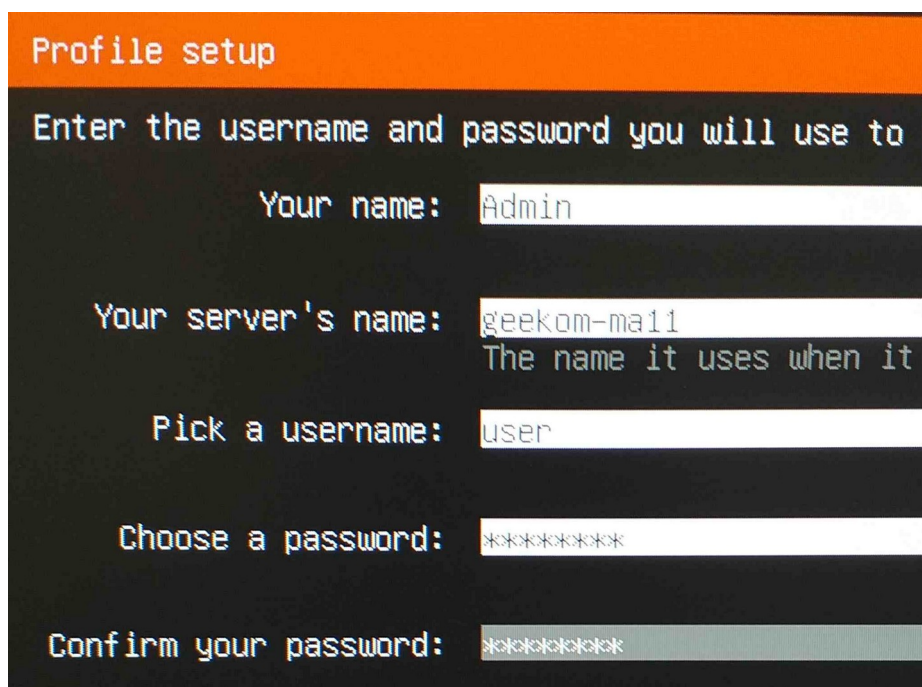 Profile setup
Enter the username and password you will use to
Your name: Admin
Your server's name: geekom-ma11
The name it uses when it
Pick a username: user
Choose a password: ********
Confirm your password: ********